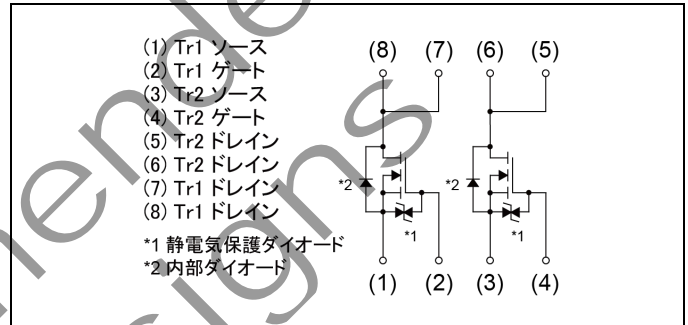 (1) Tr1 ソース
(2) Tr1 ゲート
(3) Tr2 ソース
(4) Tr2 ゲート
(5) Tr2 ドレイン
(6) Tr2 ドレイン
(7) Tr1 ドレイン
(8) Tr1 ドレイン
*1 静電気保護ダイオード
*2 内部ダイオード
(8) (7) (6) (5)
*2 *2
*1 *1
(1) (2) (3) (4)